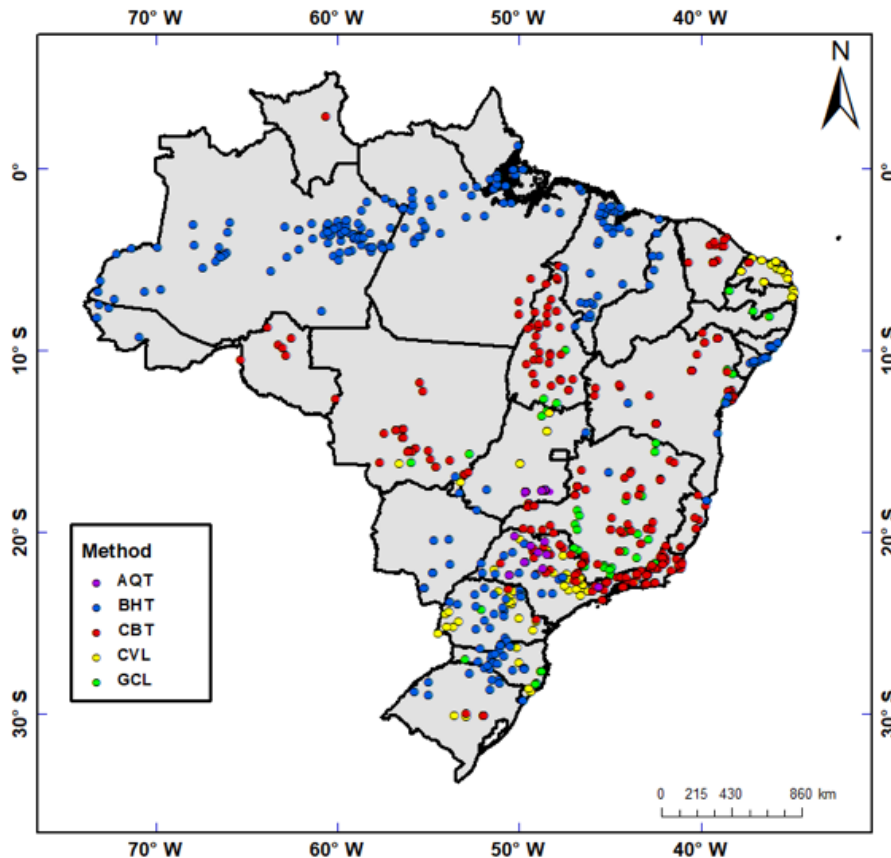 70° W 60° W 50° W 40° W
N
0° 0°
10° S 10° S
20° S 20° S
30° S 30° S
Method
AQT
BHT
CBT
CVL
GCL
0 215 430 860 km
70° W 60° W 50° W 40° W